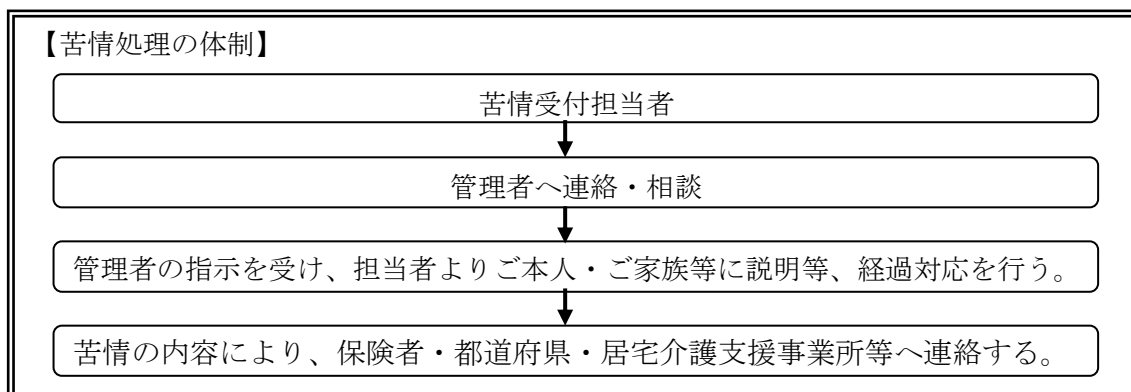 【苦情処理の体制】
苦情受付担当者
管理者へ連絡・相談
管理者の指示を受け、担当者よりご本人・ご家族等に説明等、経過対応を行う。
苦情の内容により、保険者・都道府県・居宅介護支援事業所等へ連絡する。